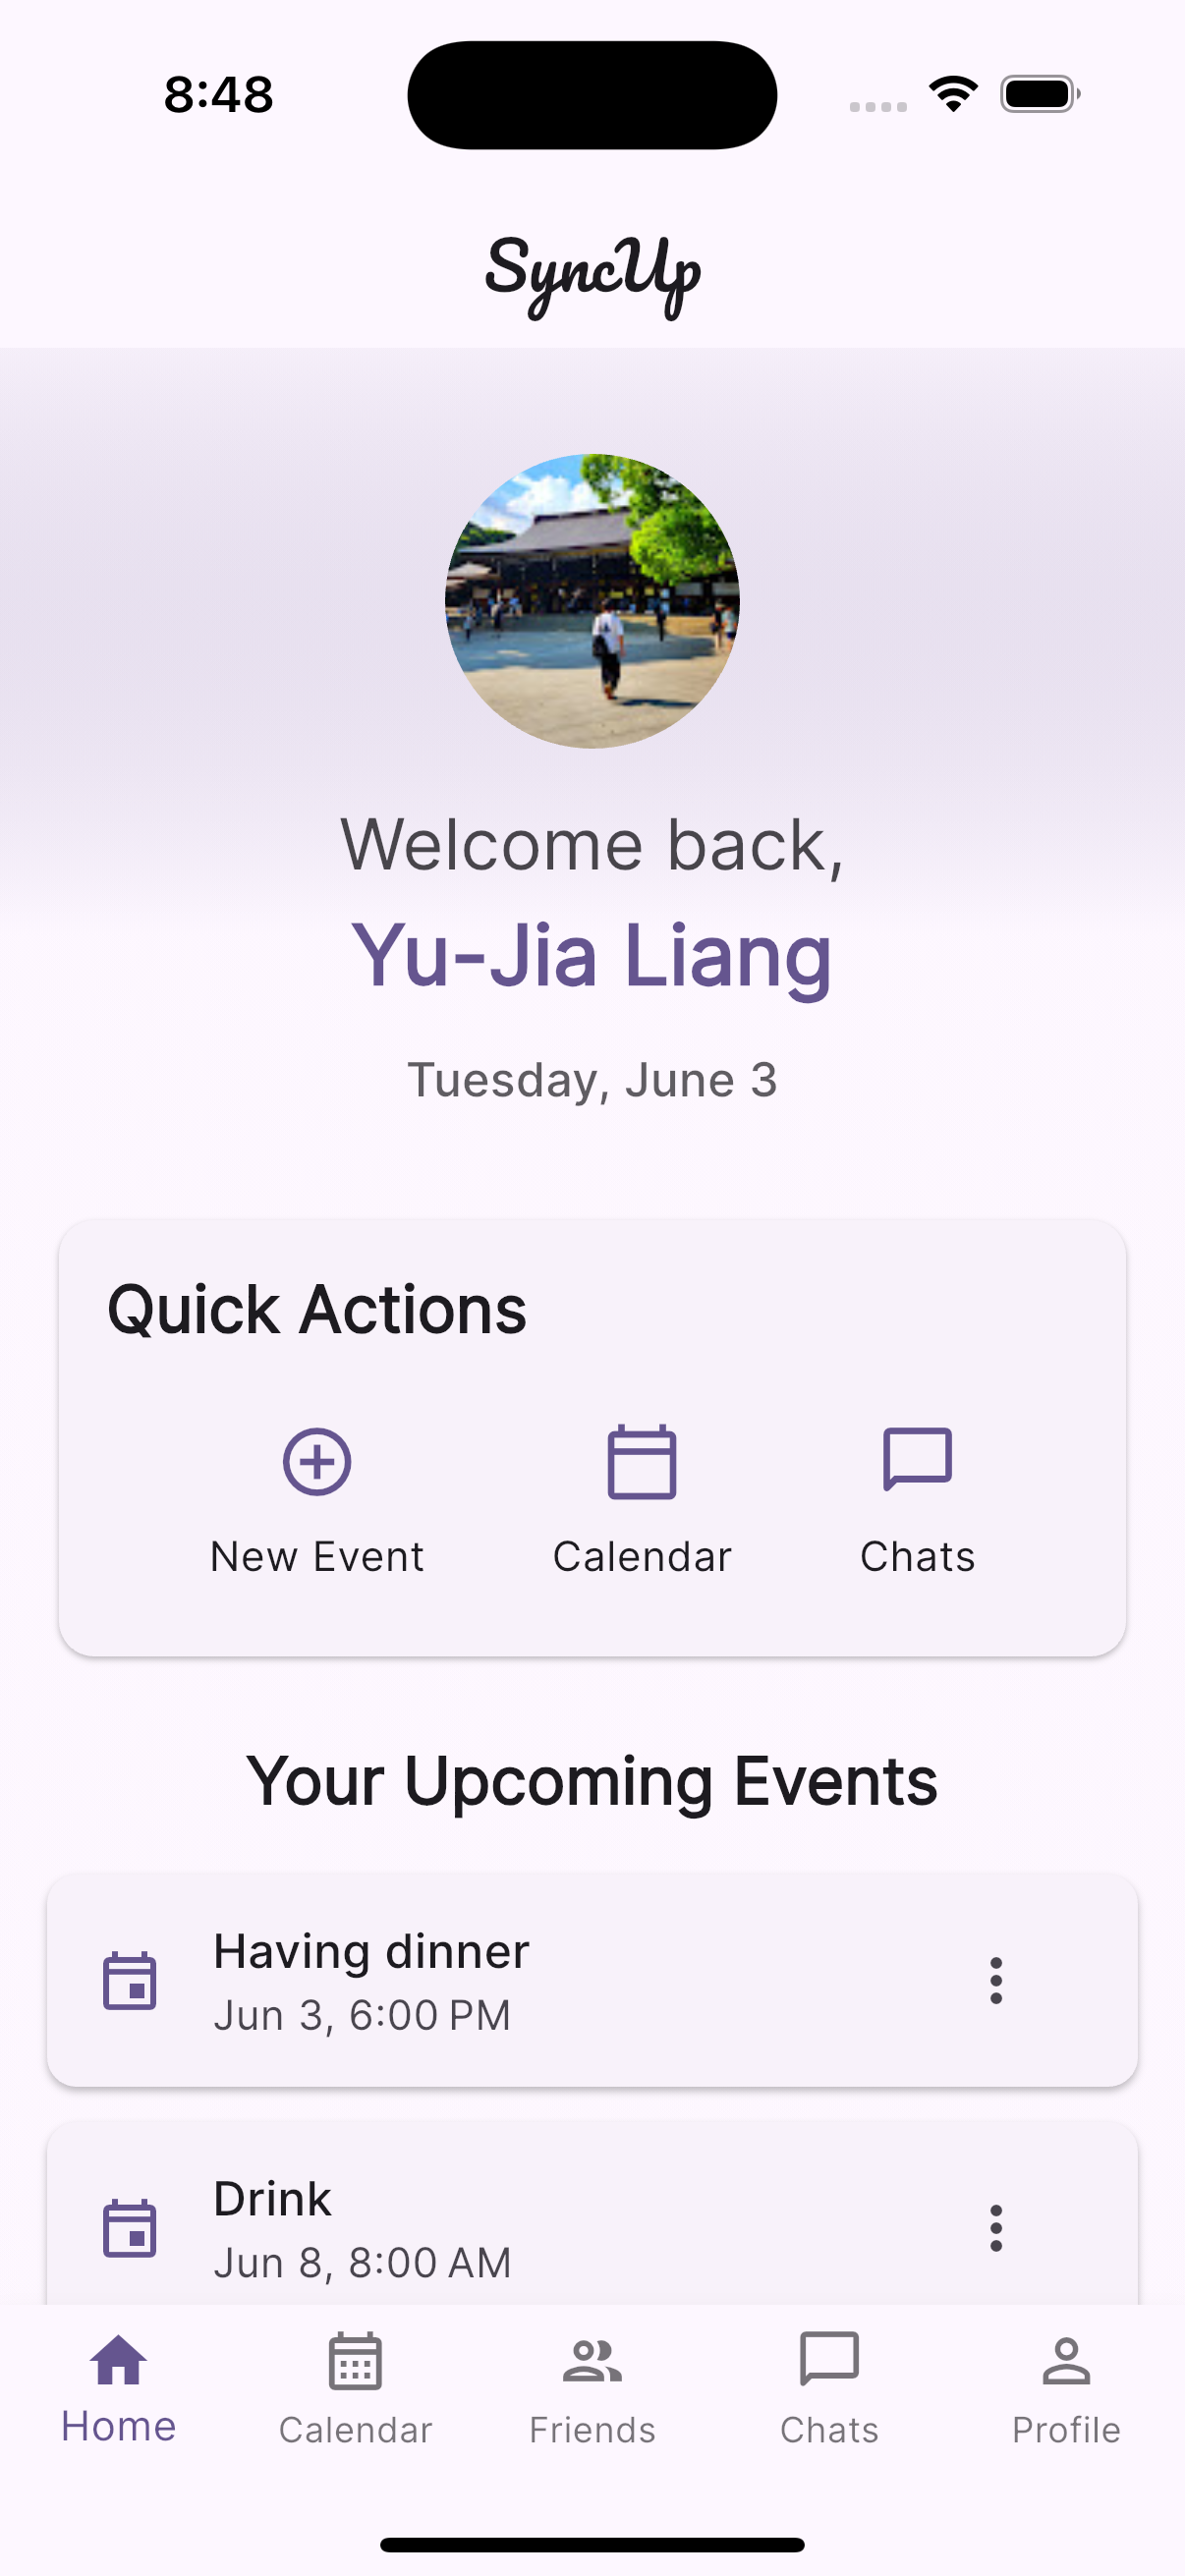 8:48
SyncUp
Welcome back,
Yu-Jia Liang
Tuesday, June 3
Quick Actions
New Event
Calendar
Chats
Your Upcoming Events
Having dinner
Jun 3, 6:00 PM
Drink
Jun 8, 8:00 AM
Home
Calendar
Friends
Chats
Profile